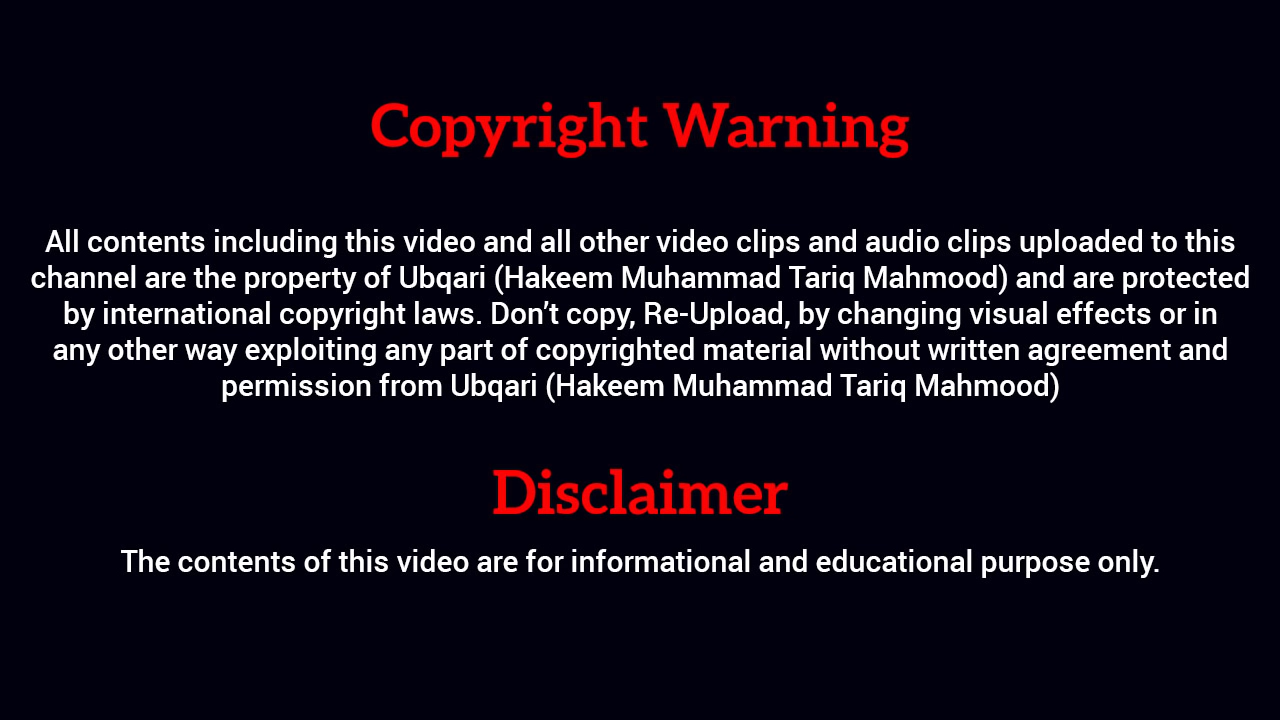 Copyright Warning
All contents including this video and all other video clips and audio clips uploaded to this
channel are the property of Ubqari (Hakeem Muhammad Tariq Mahmood) and are protected
by international copyright laws. Don’t copy, Re-Upload, by changing visual effects or in
any other way exploiting any part of copyrighted material without written agreement and
permission from Ubqari (Hakeem Muhammad Tariq Mahmood)
Disclaimer
The contents of this video are for informational and educational purpose only.